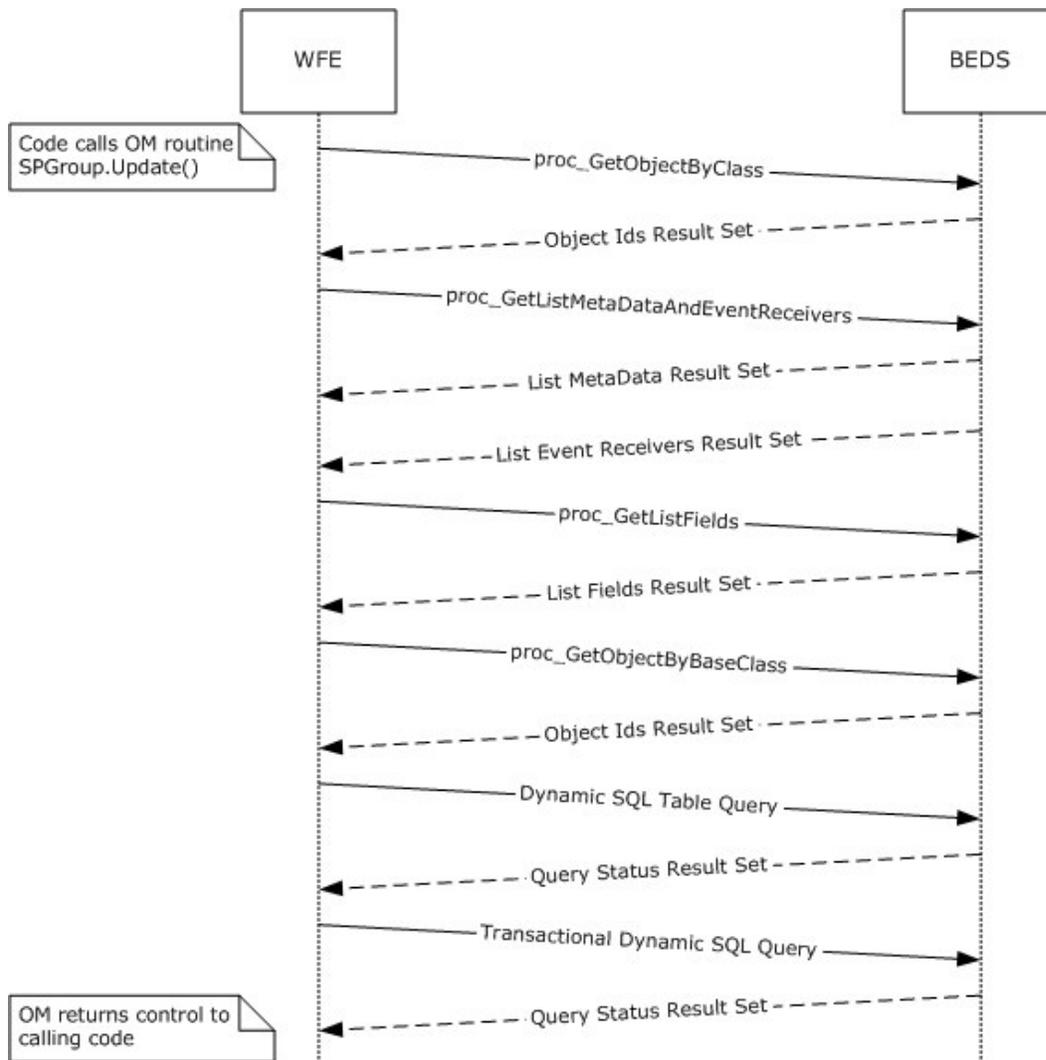 WFE
BEDS
Code calls OM routine
SPGroup.Update()
proc_GetObjectByClass
Object Ids Result Set
proc_GetListMetaDataAndEventReceivers
List MetaData Result Set
List Event Receivers Result Set
proc_GetListFields
List Fields Result Set
proc_GetObjectByBaseClass
Object Ids Result Set
Dynamic SQL Table Query
Query Status Result Set
Transactional Dynamic SQL Query
Query Status Result Set
OM returns control to
calling code